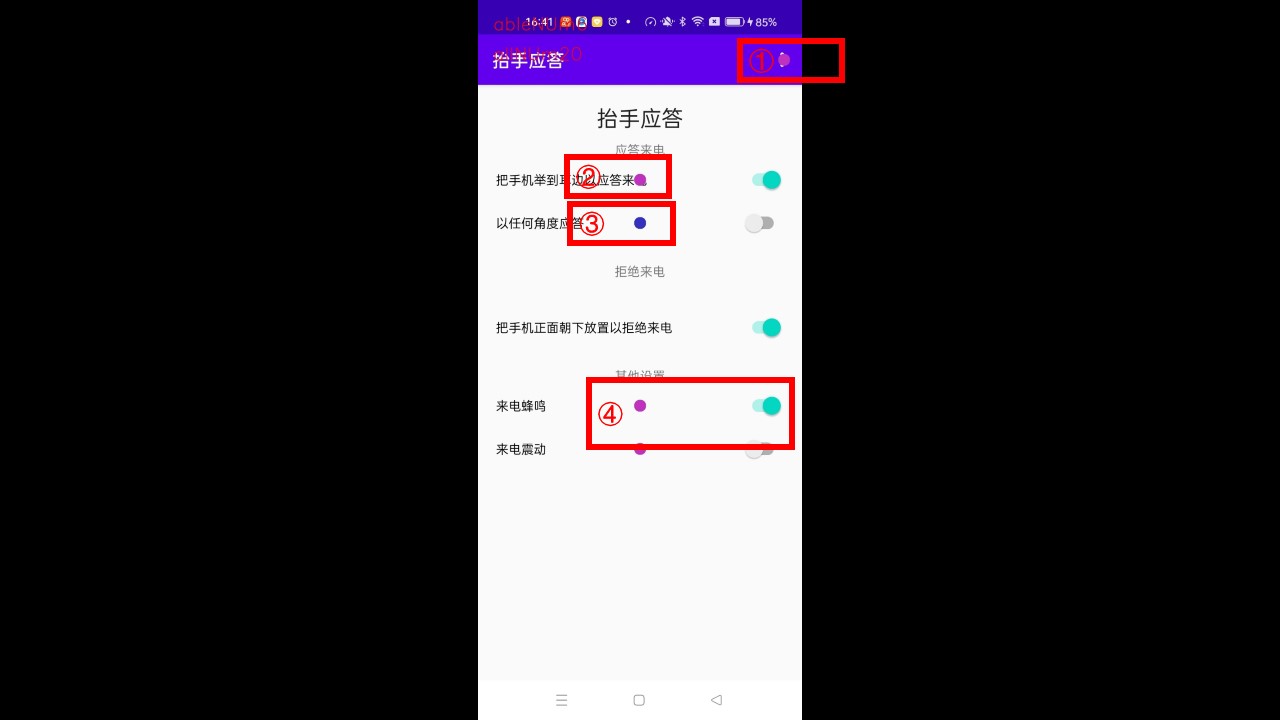 16:41
85%
抬手应答
①
抬手应答
应答来电
②
把手机举到耳边以应答来电
③
以任何角度应答
拒绝来电
把手机正面朝下放置以拒绝来电
其他设置
④
来电蜂鸣
来电震动